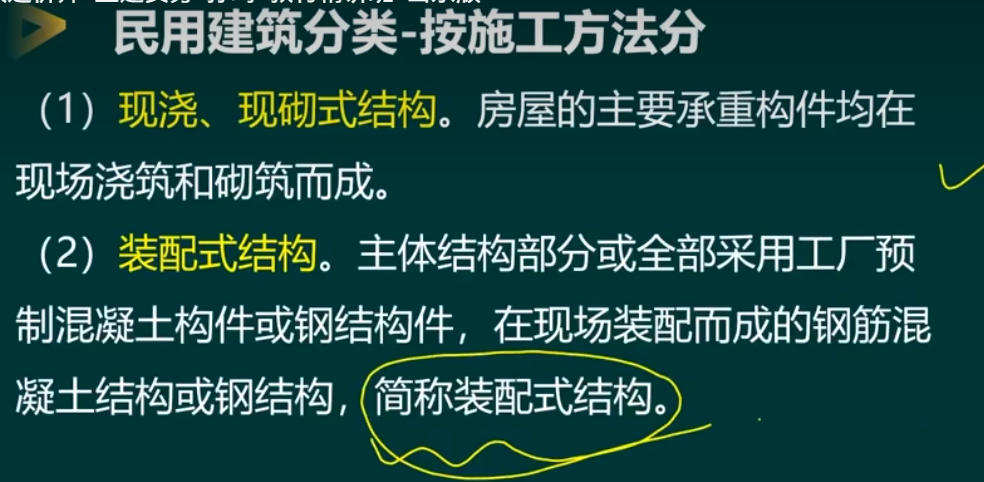 民用建筑分类-按施工方法分
（1）现浇、现砌式结构。房屋的主要承重构件均在
现场浇筑和砌筑而成。
（2）装配式结构。主体结构部分或全部采用工厂预
制混凝土构件或钢结构件，在现场装配而成的钢筋混
凝土结构或钢结构，简称装配式结构。